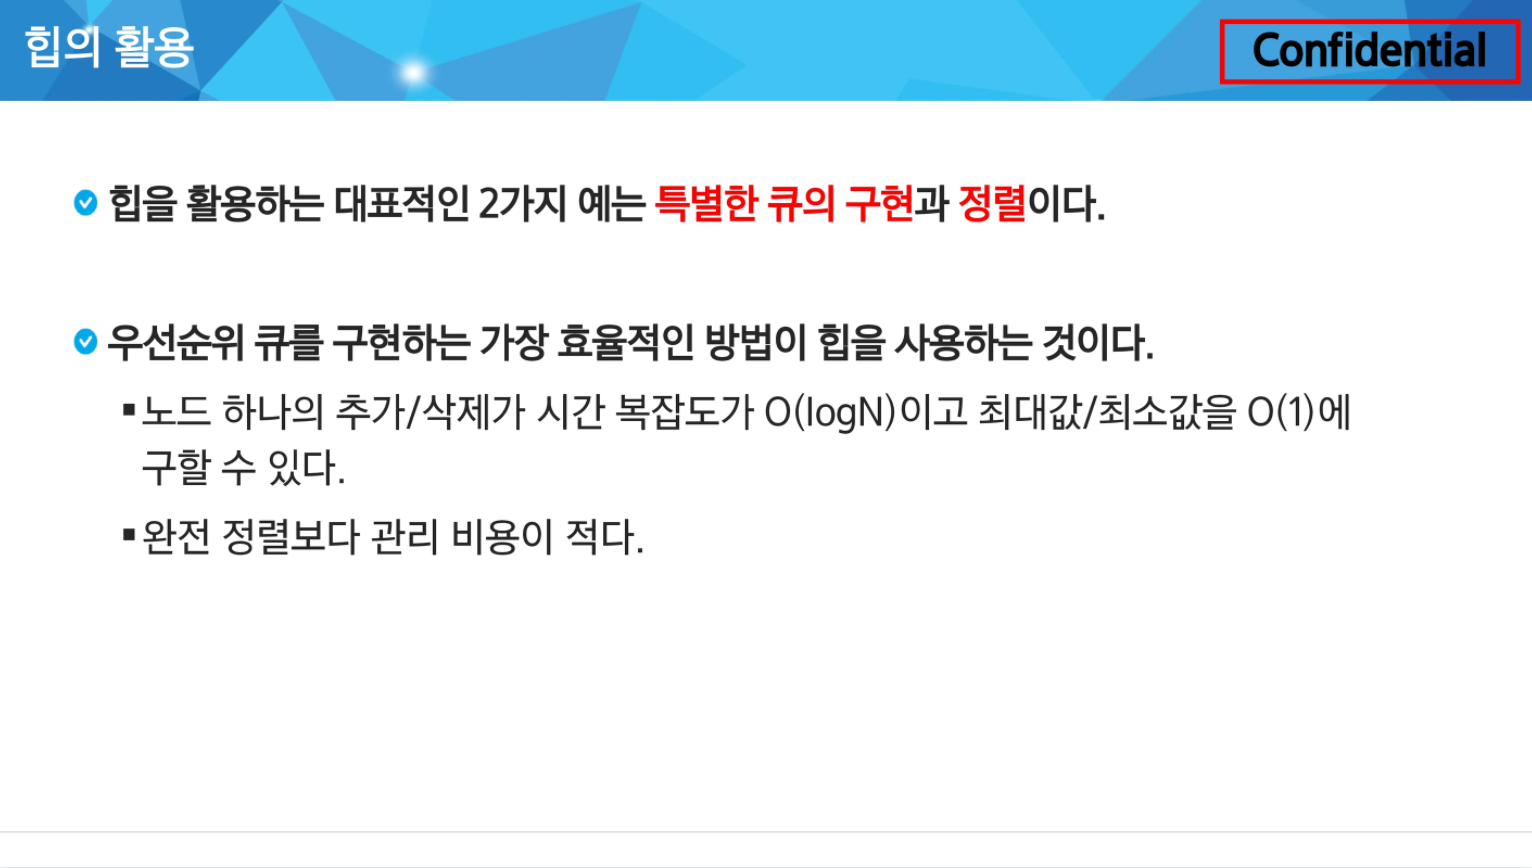 힙의 활용
Confidential
힙을 활용하는 대표적인 2가지 예는 특별한 큐의 구현과 정렬이다.
우선순위 큐를 구현하는 가장 효율적인 방법이 힙을 사용하는 것이다.
노드 하나의 추가/삭제가 시간 복잡도가 O(logN)이고 최대값/최소값을 O(1)에
구할 수 있다.
완전 정렬보다 관리 비용이 적다.